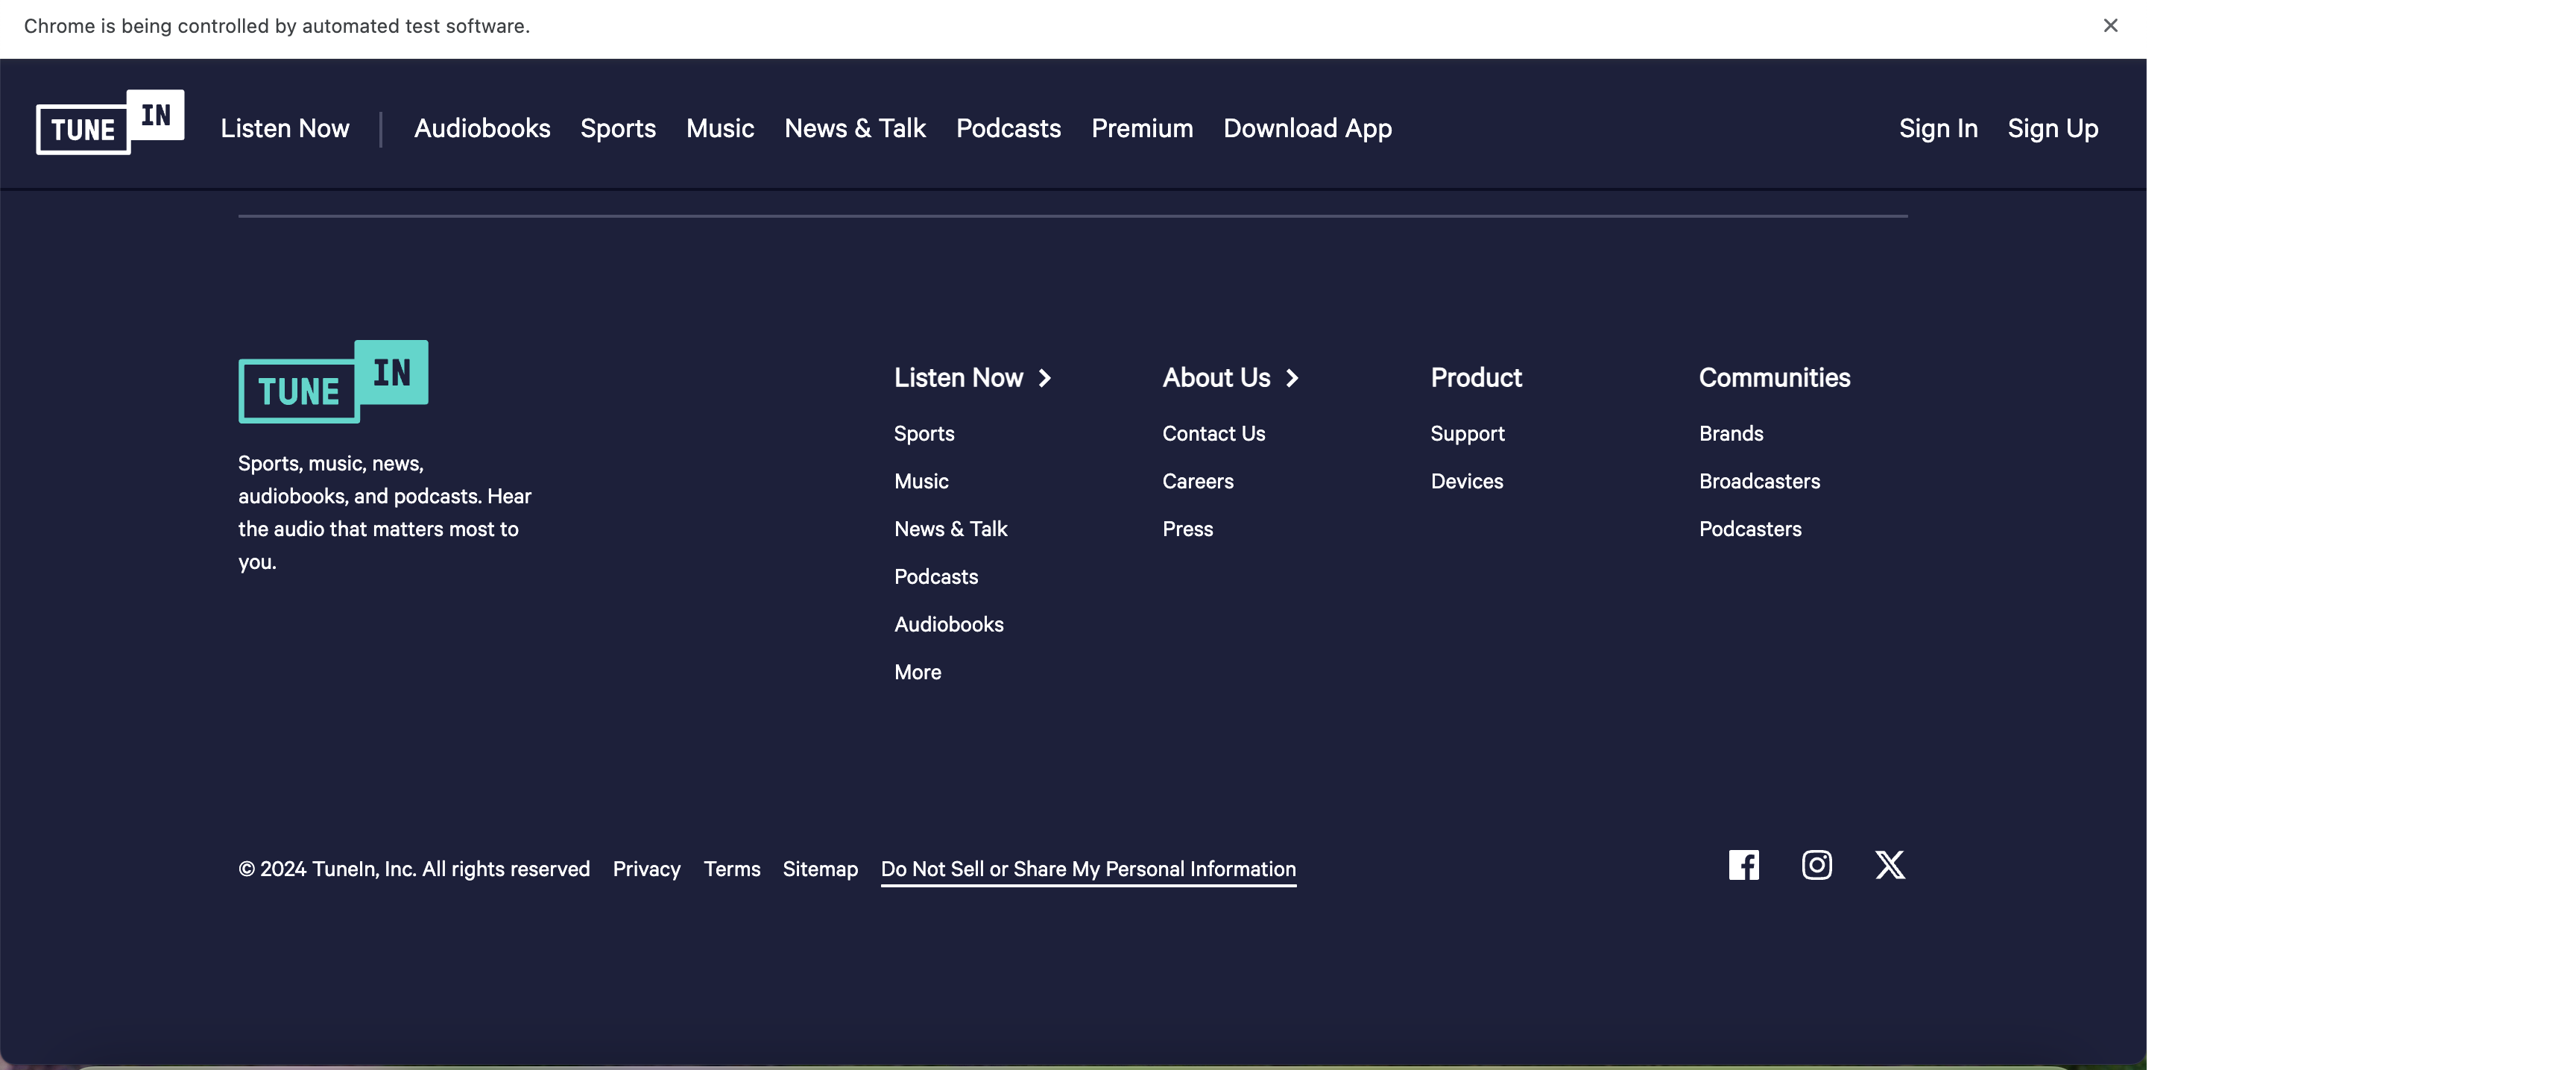 Chrome is being controlled by automated test software.
TUNE IN
Listen Now
Audiobooks
Sports
Music
News & Talk
Podcasts
Premium
Download App
Sign In
Sign Up
TUNE IN
Sports, music, news,
audiobooks, and podcasts. Hear
the audio that matters most to
you.
Listen Now
Sports
Music
News & Talk
Podcasts
Audiobooks
More
About Us
Contact Us
Careers
Press
Product
Support
Devices
Communities
Brands
Broadcasters
Podcasters
© 2024 TuneIn, Inc. All rights reserved
Privacy
Terms
Sitemap
Do Not Sell or Share My Personal Information